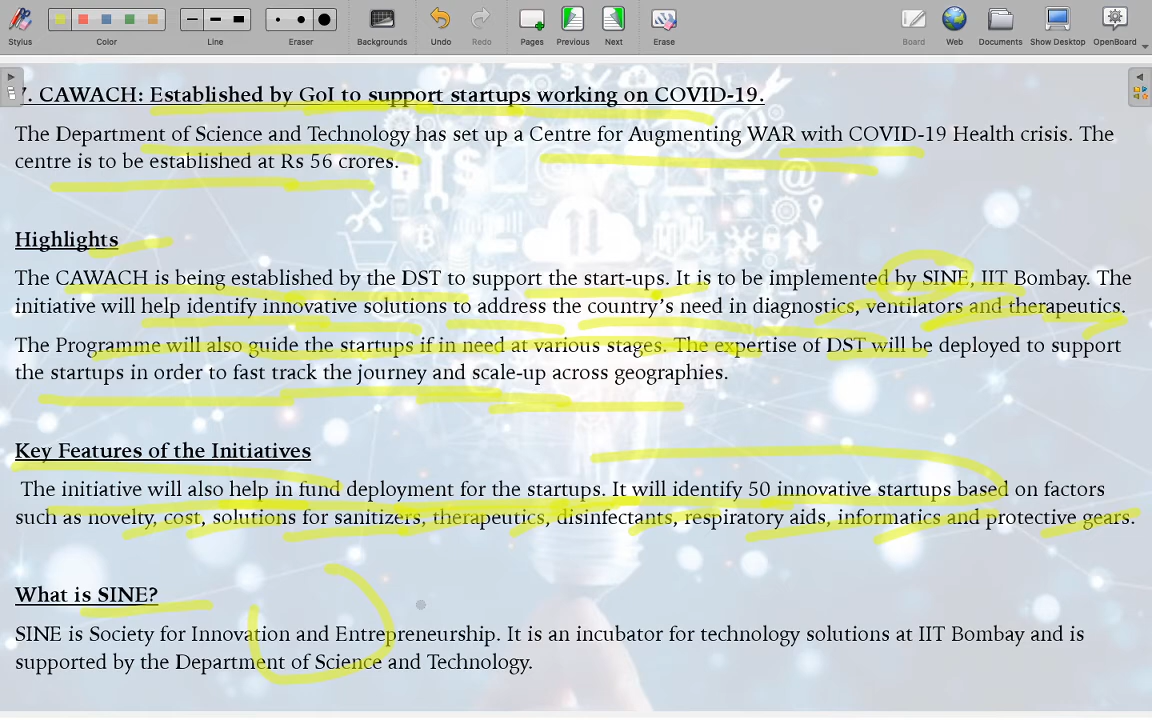 Stylus
Color
Line
Eraser
Backgrounds
Undo
Redo
Pages
Previous
Next
Erase
Board
Web
Documents
Show Desktop
OpenBoard
7. CAWACH: Established by GoI to support startups working on COVID-19.
The Department of Science and Technology has set up a Centre for Augmenting WAR with COVID-19 Health crisis. The
centre is to be established at Rs 56 crores.
Highlights
The CAWACH is being established by the DST to support the start-ups. It is to be implemented by SINE, IIT Bombay. The
initiative will help identify innovative solutions to address the country's need in diagnostics, ventilators and therapeutics.
The Programme will also guide the startups if in need at various stages. The expertise of DST will be deployed to support
the startups in order to fast track the journey and scale-up across geographies.
Key Features of the Initiatives
The initiative will also help in fund deployment for the startups. It will identify 50 innovative startups based on factors
such as novelty, cost, solutions for sanitizers, therapeutics, disinfectants, respiratory aids, informatics and protective gears.
What is SINE?
SINE is Society for Innovation and Entrepreneurship. It is an incubator for technology solutions at IIT Bombay and is
supported by the Department of Science and Technology.